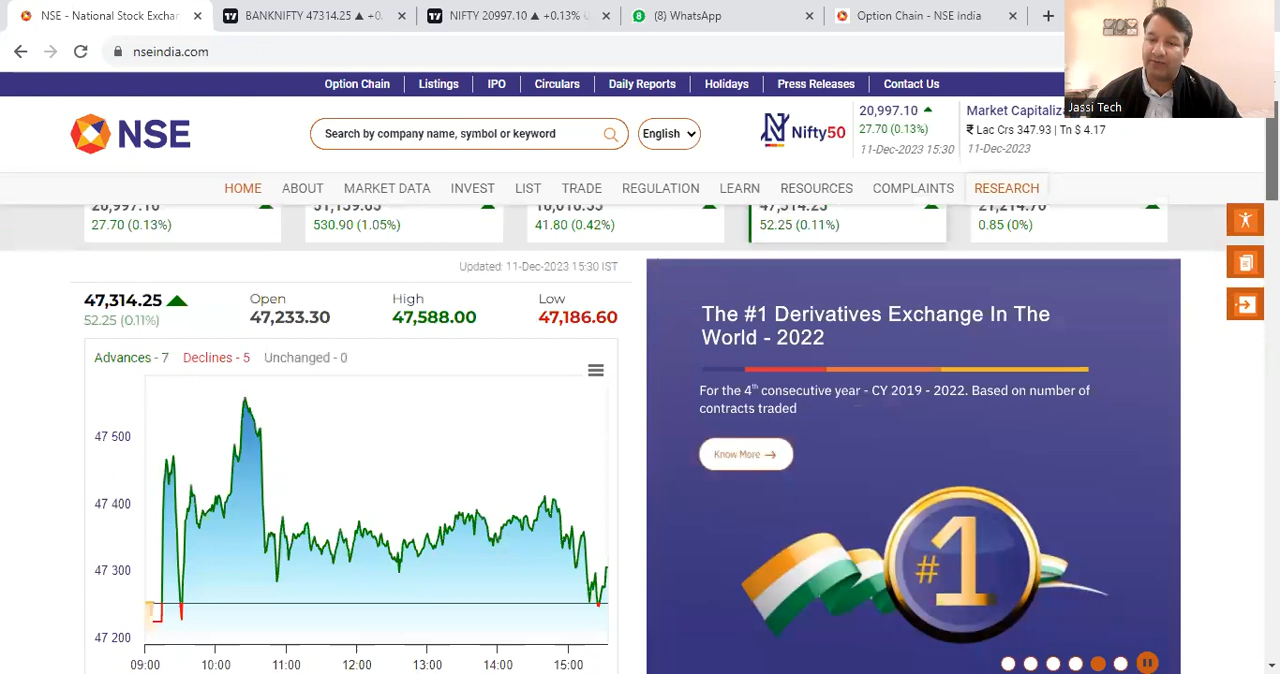 NSE - National Stock Exchan
BANKNIFTY 47314.25 ▲ +0.
NIFTY 20997.10 ▲ +0.13%
(8) WhatsApp
Option Chain - NSE India
nseindia.com
Jassi Tech
Option Chain
Listings
IPO
Circulars
Daily Reports
Holidays
Press Releases
Contact Us
NSE
Search by company name, symbol or keyword
English
Nifty50
20,997.10
27.70 (0.13%)
11-Dec-2023 15:30
Market Capitaliz
₹ Lac Crs 347.93 | Tn $ 4.17
11-Dec-2023
HOME
ABOUT
MARKET DATA
INVEST
LIST
TRADE
REGULATION
LEARN
RESOURCES
COMPLAINTS
RESEARCH
20,997.10
27.70 (0.13%)
530.90 (1.05%)
41.80 (0.42%)
47,314.25
52.25 (0.11%)
21,214.70
0.85 (0%)
Updated: 11-Dec-2023 15:30 IST
47,314.25
52.25 (0.11%)
Open
47,233.30
High
47,588.00
Low
47,186.60
Advances - 7
Declines - 5
Unchanged - 0
47 500
47 400
47 300
47 200
09:00
10:00
11:00
12:00
13:00
14:00
15:00
The #1 Derivatives Exchange In The
World - 2022
For the 4th consecutive year - CY 2019 - 2022. Based on number of
contracts traded
Know More →
#1